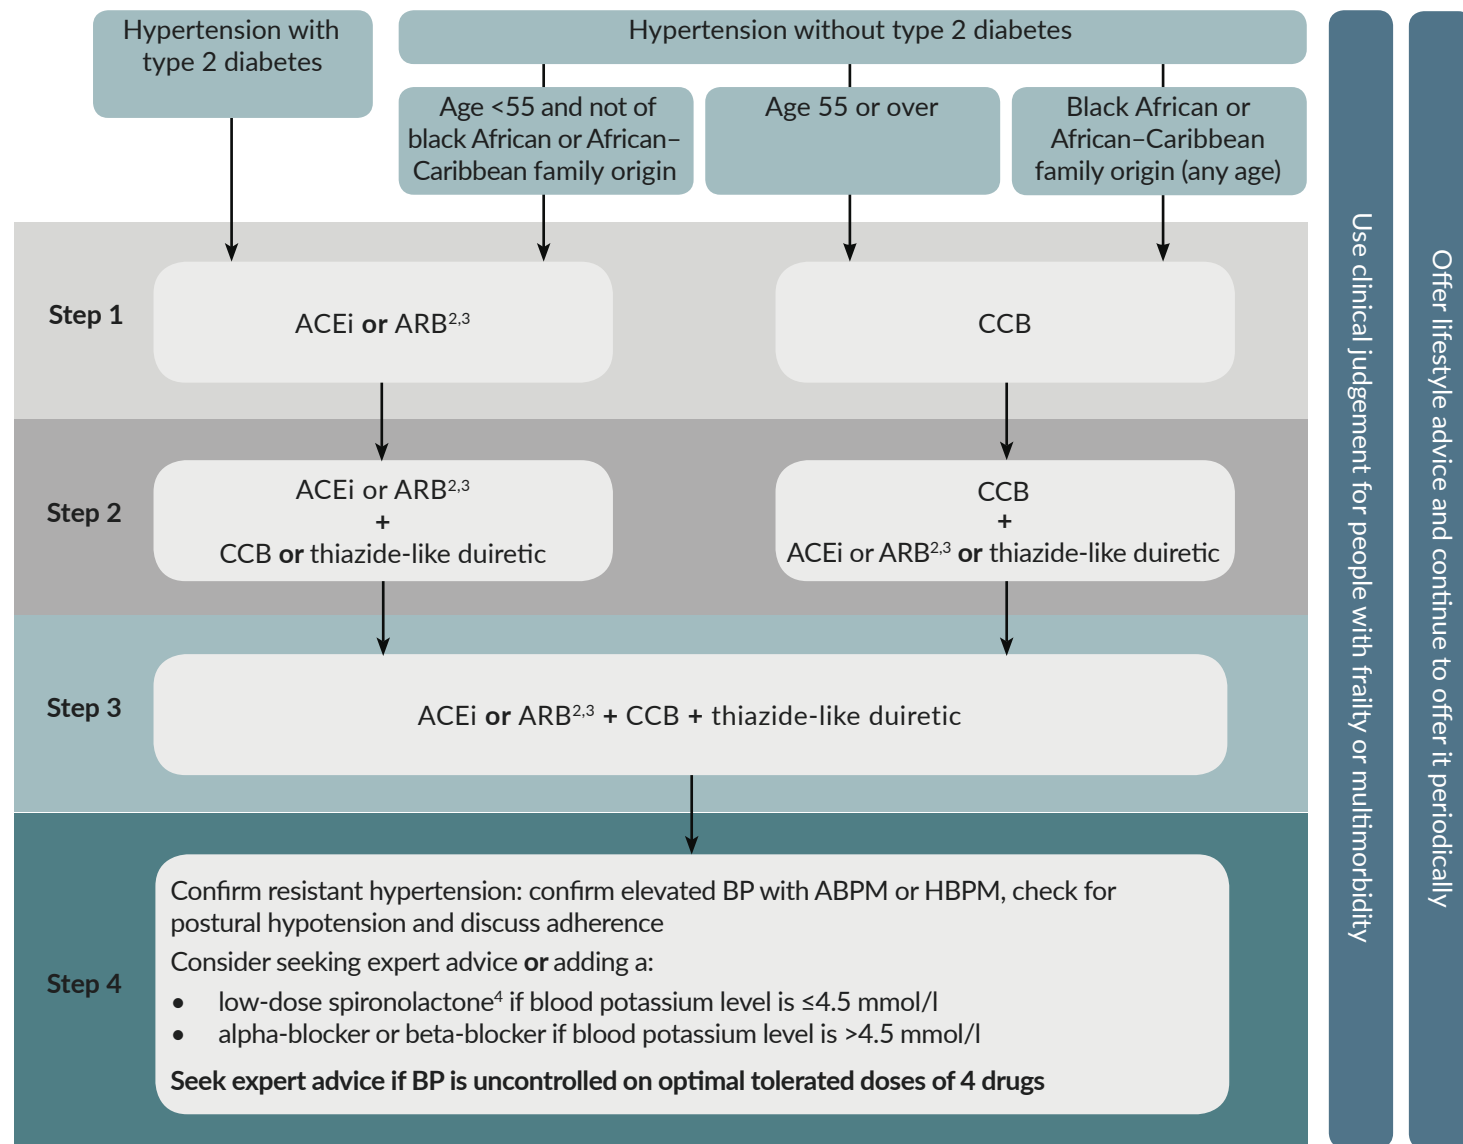 Hypertension with
type 2 diabetes
Hypertension without type 2 diabetes
Age <55 and not of
black African or African–
Caribbean family origin
Age 55 or over
Black African or
African–Caribbean
family origin (any age)
Step 1
ACEi or ARB2,3
CCB
Step 2
ACEi or ARB2,3
+
CCB or thiazide-like duiretic
CCB
+
ACEi or ARB2,3 or thiazide-like duiretic
Step 3
ACEi or ARB2,3 + CCB + thiazide-like duiretic
Step 4
Confirm resistant hypertension: confirm elevated BP with ABPM or HBPM, check for
postural hypotension and discuss adherence
Consider seeking expert advice or adding a:
• low-dose spironolactone4 if blood potassium level is ≤4.5 mmol/l
• alpha-blocker or beta-blocker if blood potassium level is >4.5 mmol/l
Seek expert advice if BP is uncontrolled on optimal tolerated doses of 4 drugs
Use clinical judgement for people with frailty or multimorbidity
Offer lifestyle advice and continue to offer it periodically